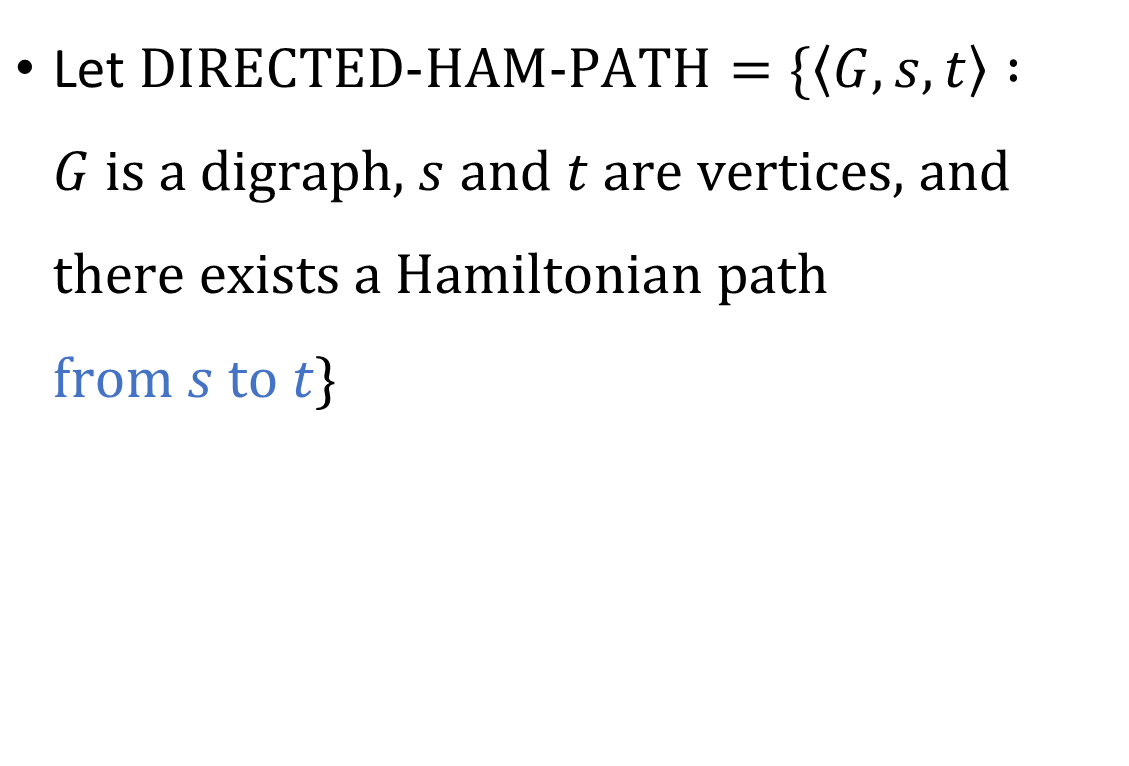 • Let DIRECTED-HAM-PATH = {⟨𝐺, 𝑠, 𝑡⟩ :
𝐺 is a digraph, 𝑠 and 𝑡 are vertices, and
there exists a Hamiltonian path
from 𝑠 to 𝑡}